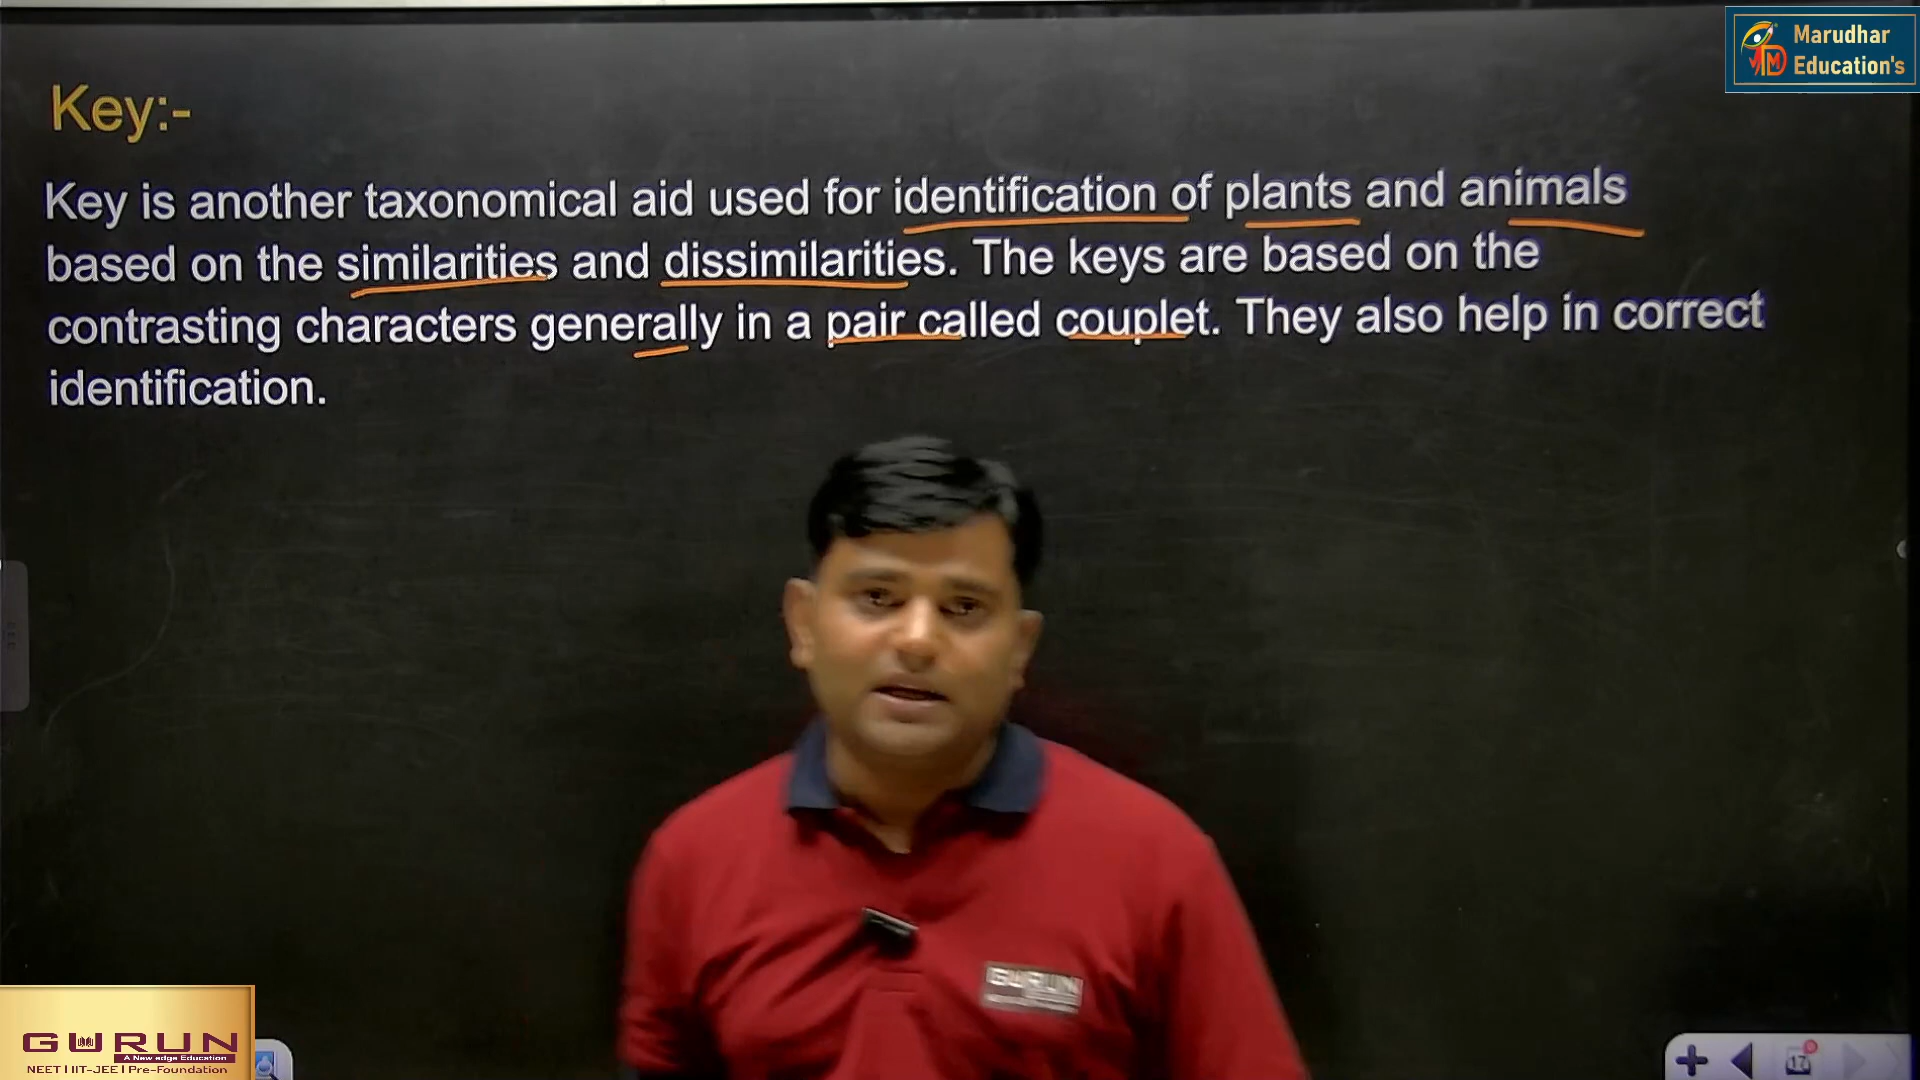 Marudhar
Education's
Key:-
Key is another taxonomical aid used for identification of plants and animals
based on the similarities and dissimilarities. The keys are based on the
contrasting characters generally in a pair called couplet. They also help in correct
identification.
GURUN
GURUN
A New edge Education
NEET | IIT-JEE | Pre-Foundation
17